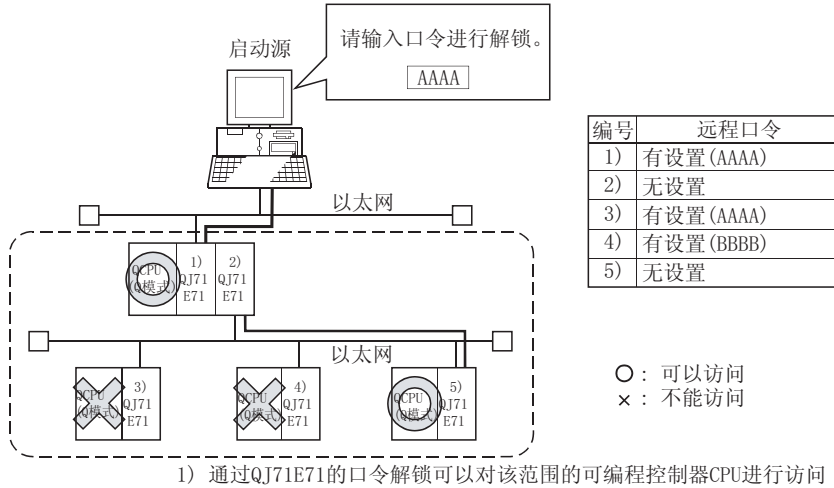 启动源
请输入口令进行解锁。
AAAA
编号 远程口令
1) 有设置(AAAA)
2) 无设置
3) 有设置(AAAA)
4) 有设置(BBBB)
5) 无设置
以太网
QCPU
(Q模式)
1)
QJ71
E71
2)
QJ71
E71
以太网
QCPU
(Q模式)
3)
QJ71
E71
QCPU
(Q模式)
4)
QJ71
E71
QCPU
(Q模式)
5)
QJ71
E71
○: 可以访问
×: 不能访问
1) 通过QJ71E71的口令解锁可以对该范围的可编程控制器CPU进行访问